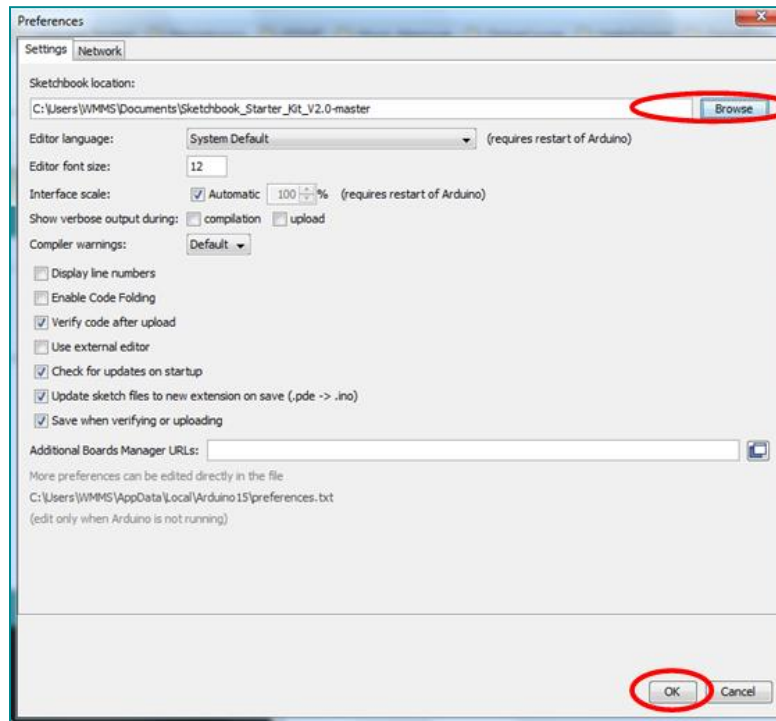 Preferences
Settings Network
Sketchbook location:
C:\Users\WMMS\Documents\Sketchbook_Starter_Kit_V2.0-master Browse
Editor language: System Default (requires restart of Arduino)
Editor font size: 12
Interface scale: Automatic 100 % (requires restart of Arduino)
Show verbose output during: compilation upload
Compiler warnings: Default
Display line numbers
Enable Code Folding
Verify code after upload
Use external editor
Check for updates on startup
Update sketch files to new extension on save (.pde -> .ino)
Save when verifying or uploading
Additional Boards Manager URLs:
More preferences can be edited directly in the file
C:\Users\WMMS\AppData\Local\Arduino15\preferences.txt
(edit only when Arduino is not running)
OK Cancel